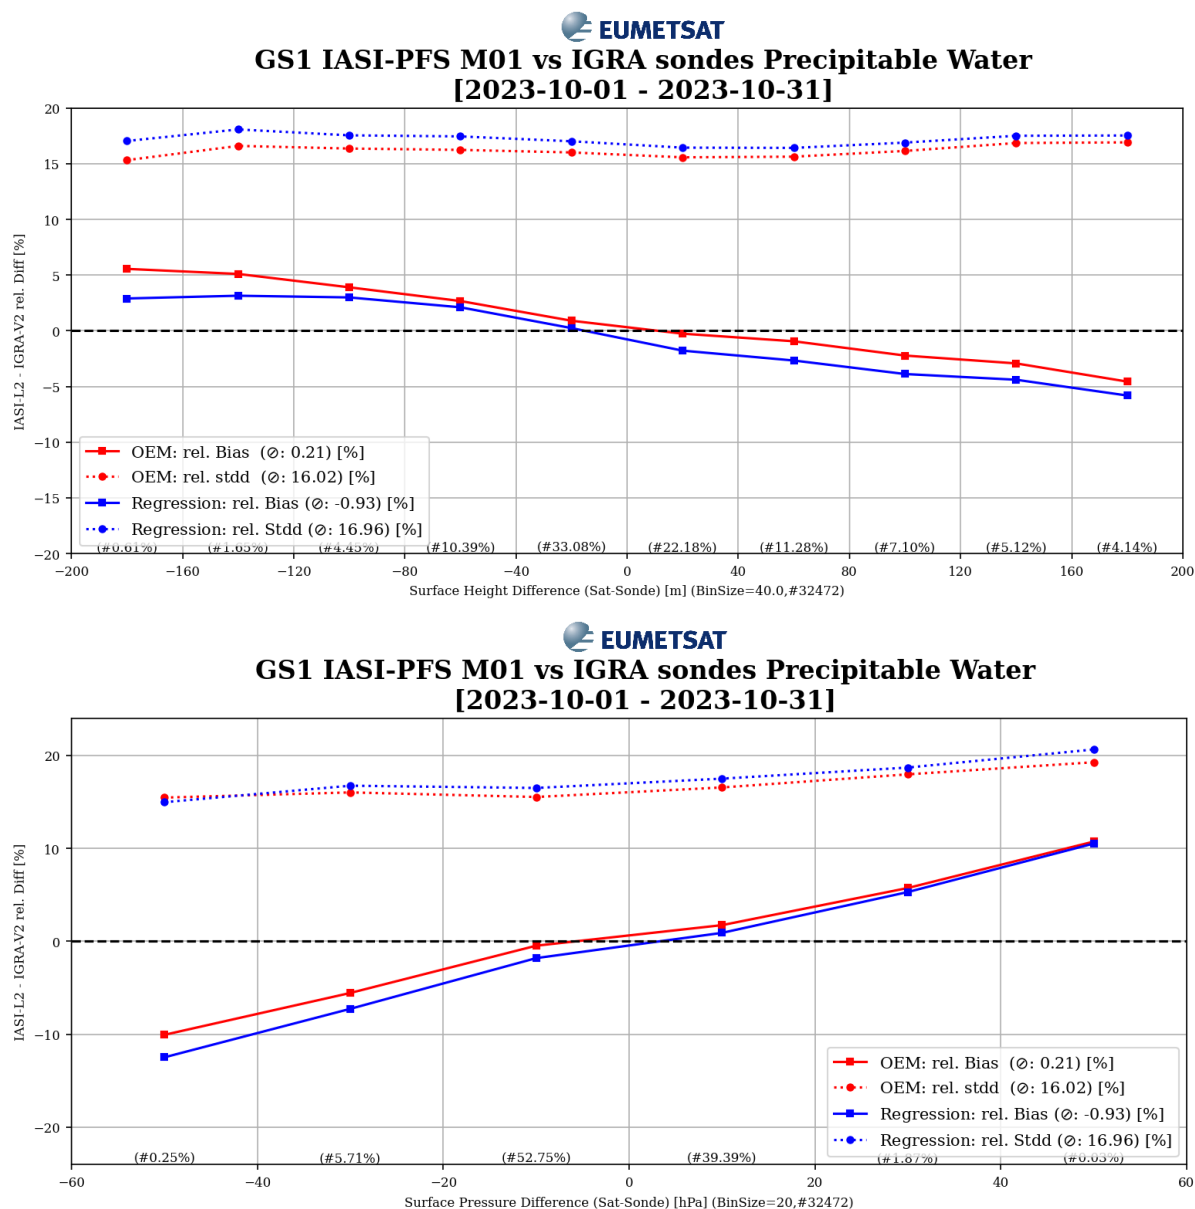 EUMETSAT
GS1 IASI-PFS M01 vs IGRA sondes Precipitable Water
[2023-10-01 - 2023-10-31]
20
15
10
5
0
−5
−10
−15
−20
IASI-L2 - IGRA-V2 rel. Diff [%]
OEM: rel. Bias (⊘: 0.21) [%]
OEM: rel. stdd (⊘: 16.02) [%]
Regression: rel. Bias (⊘: -0.93) [%]
Regression: rel. Stdd (⊘: 16.96) [%]
(#0.61%) (#1.65%) (#4.45%) (#10.39%) (#33.08%) (#22.18%) (#11.28%) (#7.10%) (#5.12%) (#4.14%)
−200 −160 −120 −80 −40 0 40 80 120 160 200
Surface Height Difference (Sat-Sonde) [m] (BinSize=40.0,#32472)
EUMETSAT
GS1 IASI-PFS M01 vs IGRA sondes Precipitable Water
[2023-10-01 - 2023-10-31]
20
10
0
−10
−20
IASI-L2 - IGRA-V2 rel. Diff [%]
OEM: rel. Bias (⊘: 0.21) [%]
OEM: rel. stdd (⊘: 16.02) [%]
Regression: rel. Bias (⊘: -0.93) [%]
Regression: rel. Stdd (⊘: 16.96) [%]
(#0.25%) (#5.71%) (#52.75%) (#39.39%) (#1.87%) (#0.03%)
−60 −40 −20 0 20 40 60
Surface Pressure Difference (Sat-Sonde) [hPa] (BinSize=20,#32472)